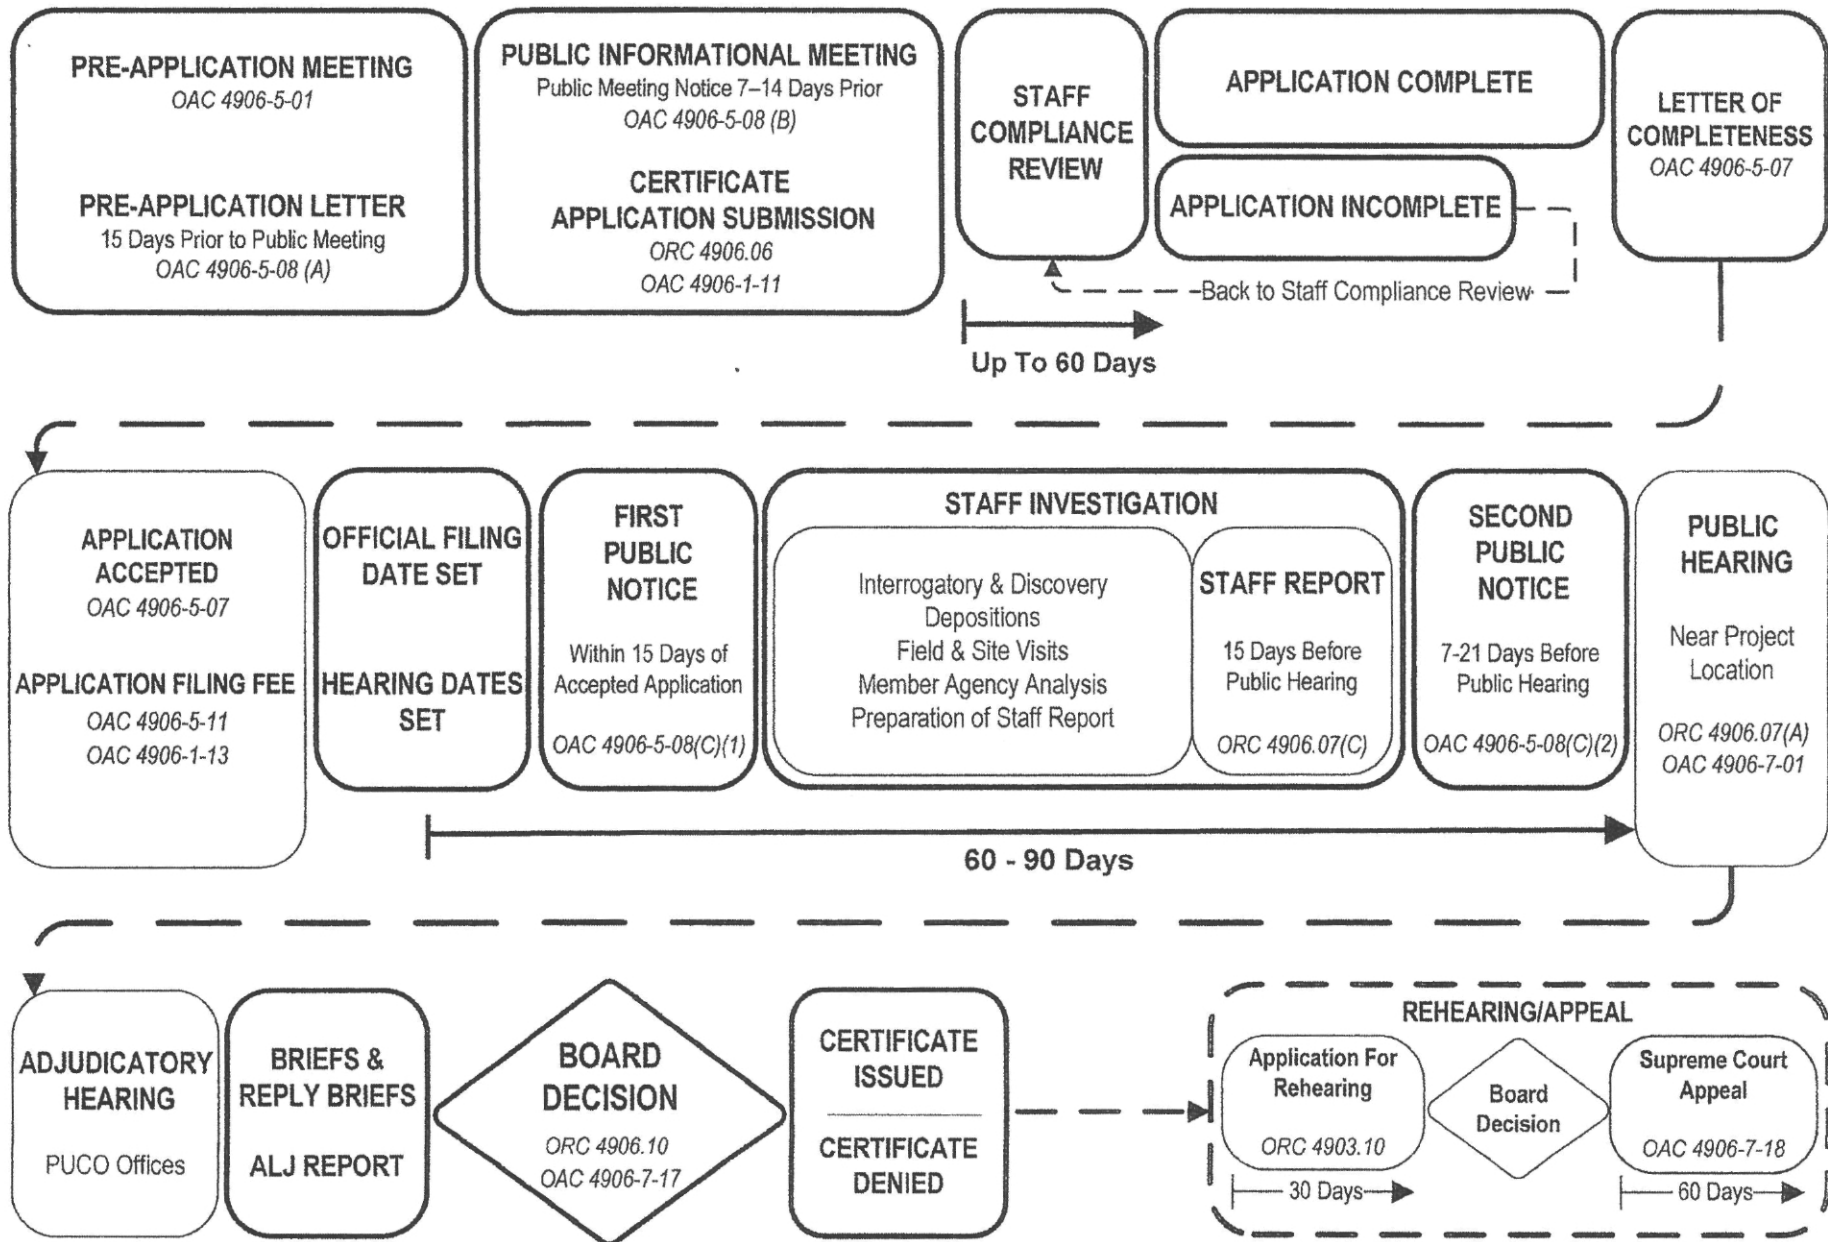 PRE-APPLICATION MEETING
OAC 4906-5-01
PRE-APPLICATION LETTER
15 Days Prior to Public Meeting
OAC 4906-5-08 (A)
PUBLIC INFORMATIONAL MEETING
Public Meeting Notice 7–14 Days Prior
OAC 4906-5-08 (B)
CERTIFICATE
APPLICATION SUBMISSION
ORC 4906.06
OAC 4906-1-11
STAFF
COMPLIANCE
REVIEW
APPLICATION COMPLETE
APPLICATION INCOMPLETE
Back to Staff Compliance Review
Up To 60 Days
LETTER OF
COMPLETENESS
OAC 4906-5-07
APPLICATION
ACCEPTED
OAC 4906-5-07
APPLICATION FILING FEE
OAC 4906-5-11
OAC 4906-1-13
OFFICIAL FILING
DATE SET
HEARING DATES
SET
FIRST
PUBLIC
NOTICE
Within 15 Days of
Accepted Application
OAC 4906-5-08(C)(1)
STAFF INVESTIGATION
Interrogatory & Discovery
Depositions
Field & Site Visits
Member Agency Analysis
Preparation of Staff Report
STAFF REPORT
15 Days Before
Public Hearing
ORC 4906.07(C)
SECOND
PUBLIC
NOTICE
7-21 Days Before
Public Hearing
OAC 4906-5-08(C)(2)
PUBLIC
HEARING
Near Project
Location
ORC 4906.07(A)
OAC 4906-7-01
60 - 90 Days
ADJUDICATORY
HEARING
PUCO Offices
BRIEFS &
REPLY BRIEFS
ALJ REPORT
BOARD
DECISION
ORC 4906.10
OAC 4906-7-17
CERTIFICATE
ISSUED
CERTIFICATE
DENIED
REHEARING/APPEAL
Application For
Rehearing
ORC 4903.10
30 Days
Board
Decision
Supreme Court
Appeal
OAC 4906-7-18
60 Days